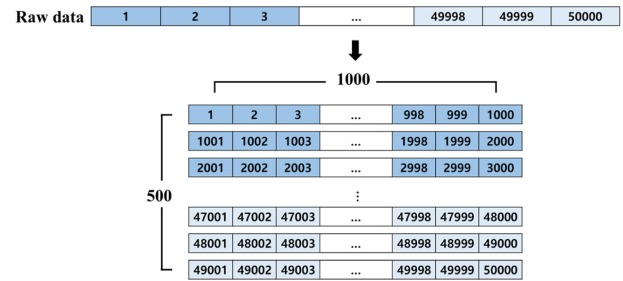 Raw data 1 2 3 ... 49998 49999 50000
1000
1 2 3 ... 998 999 1000
1001 1002 1003 ... 1998 1999 2000
2001 2002 2003 ... 2998 2999 3000
⋮
500
47001 47002 47003 ... 47998 47999 48000
48001 48002 48003 ... 48998 48999 49000
49001 49002 49003 ... 49998 49999 50000